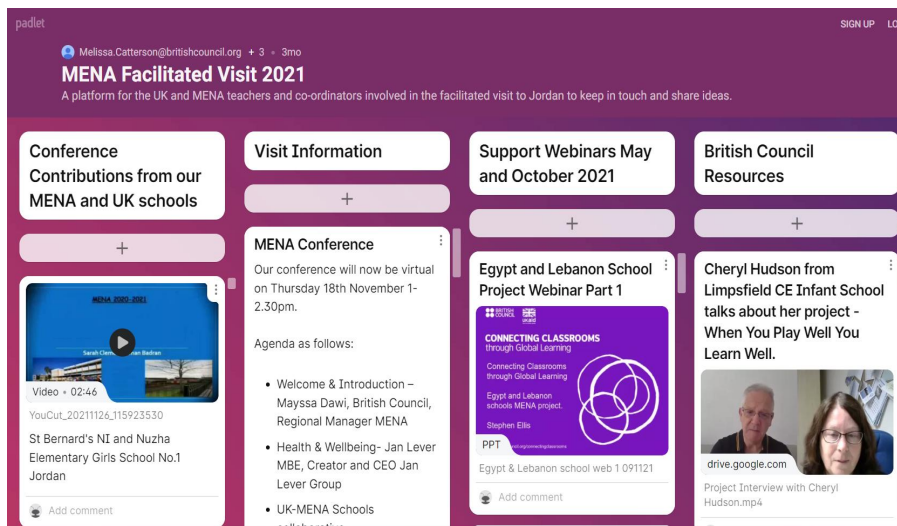 padlet
SIGN UP
Melissa.Catterson@britishcouncil.org + 3 • 3mo
MENA Facilitated Visit 2021
A platform for the UK and MENA teachers and co-ordinators involved in the facilitated visit to Jordan to keep in touch and share ideas.
Conference
Contributions from our
MENA and UK schools
+
MENA 2020-2021
Video • 02:46
YouCut_20211126_115923530
St Bernard's NI and Nuzha
Elementary Girls School No.1
Jordan
Add comment
Visit Information
+
MENA Conference
Our conference will now be virtual
on Thursday 18th November 1-
2.30pm.
Agenda as follows:
• Welcome & Introduction –
Mayssa Dawi, British Council,
Regional Manager MENA
• Health & Wellbeing- Jan Lever
MBE, Creator and CEO Jan
Lever Group
• UK-MENA Schools
Support Webinars May
and October 2021
+
Egypt and Lebanon School
Project Webinar Part 1
BRITISH
COUNCIL
ukaid
CONNECTING CLASSROOMS
through Global Learning
Connecting Classrooms
through Global Learning
Egypt and Lebanon
schools MENA project.
Stephen Ellis
PPT
Egypt & Lebanon school web 1 091121
Add comment
British Council
Resources
+
Cheryl Hudson from
Limpsfield CE Infant School
talks about her project -
When You Play Well You
Learn Well.
drive.google.com
Project Interview with Cheryl
Hudson.mp4